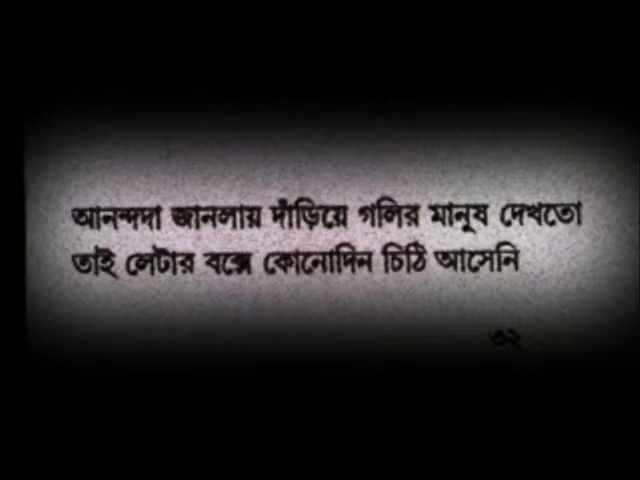 আনন্দদা জানলায় দাঁড়িয়ে গলির মানুষ দেখতো
তাই লেটার বক্সে কোনোদিন চিঠি আসেনি
৩২